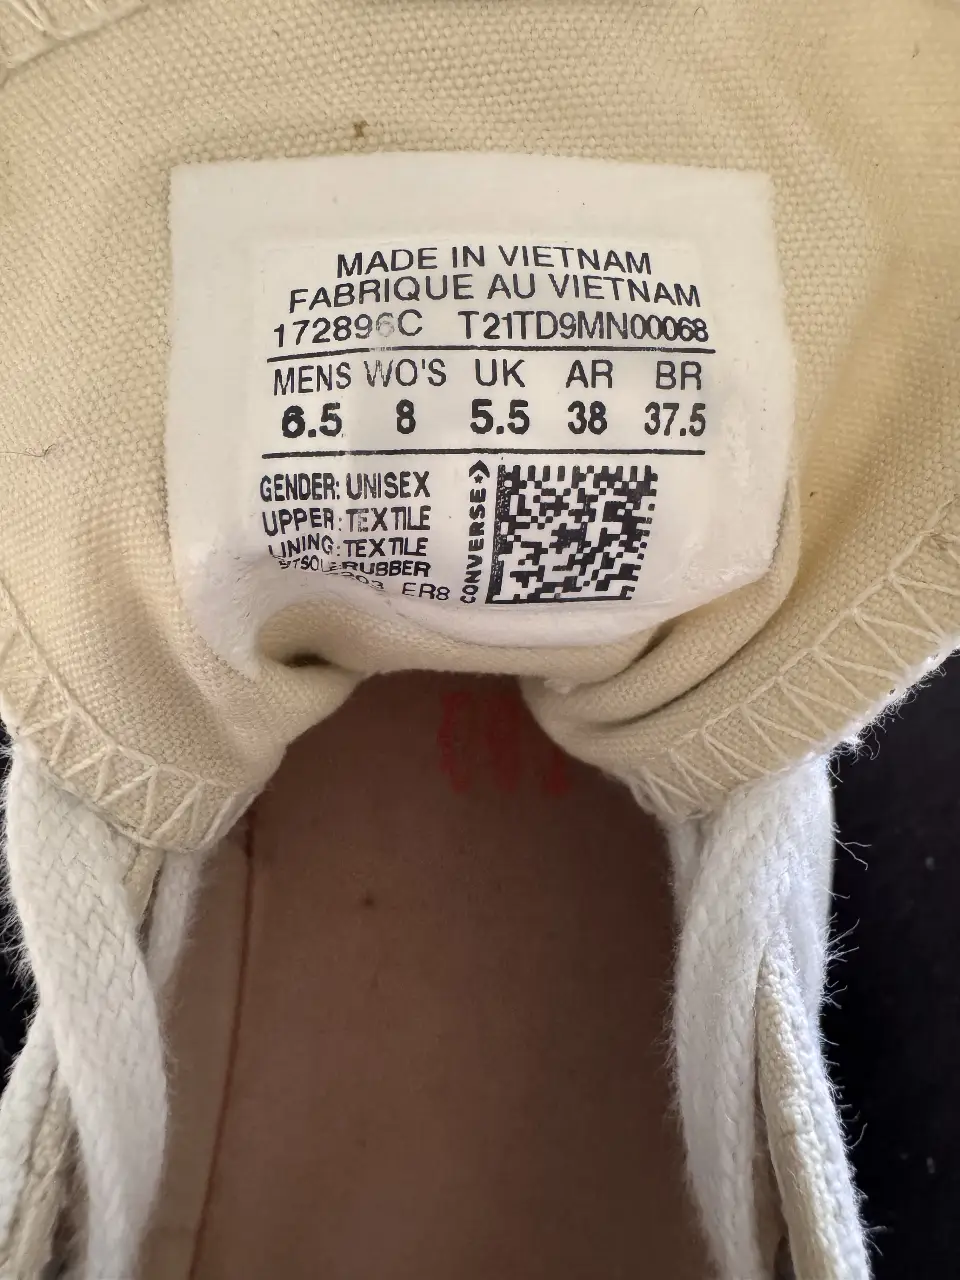 MADE IN VIETNAM
FABRIQUE AU VIETNAM
172896C T21TD9MN00068
MENS WO'S UK AR BR
6.5 8 5.5 38 37.5
GENDER: UNISEX
UPPER: TEXTILE
LINING: TEXTILE
RUBBER
ER8
CONVERSE